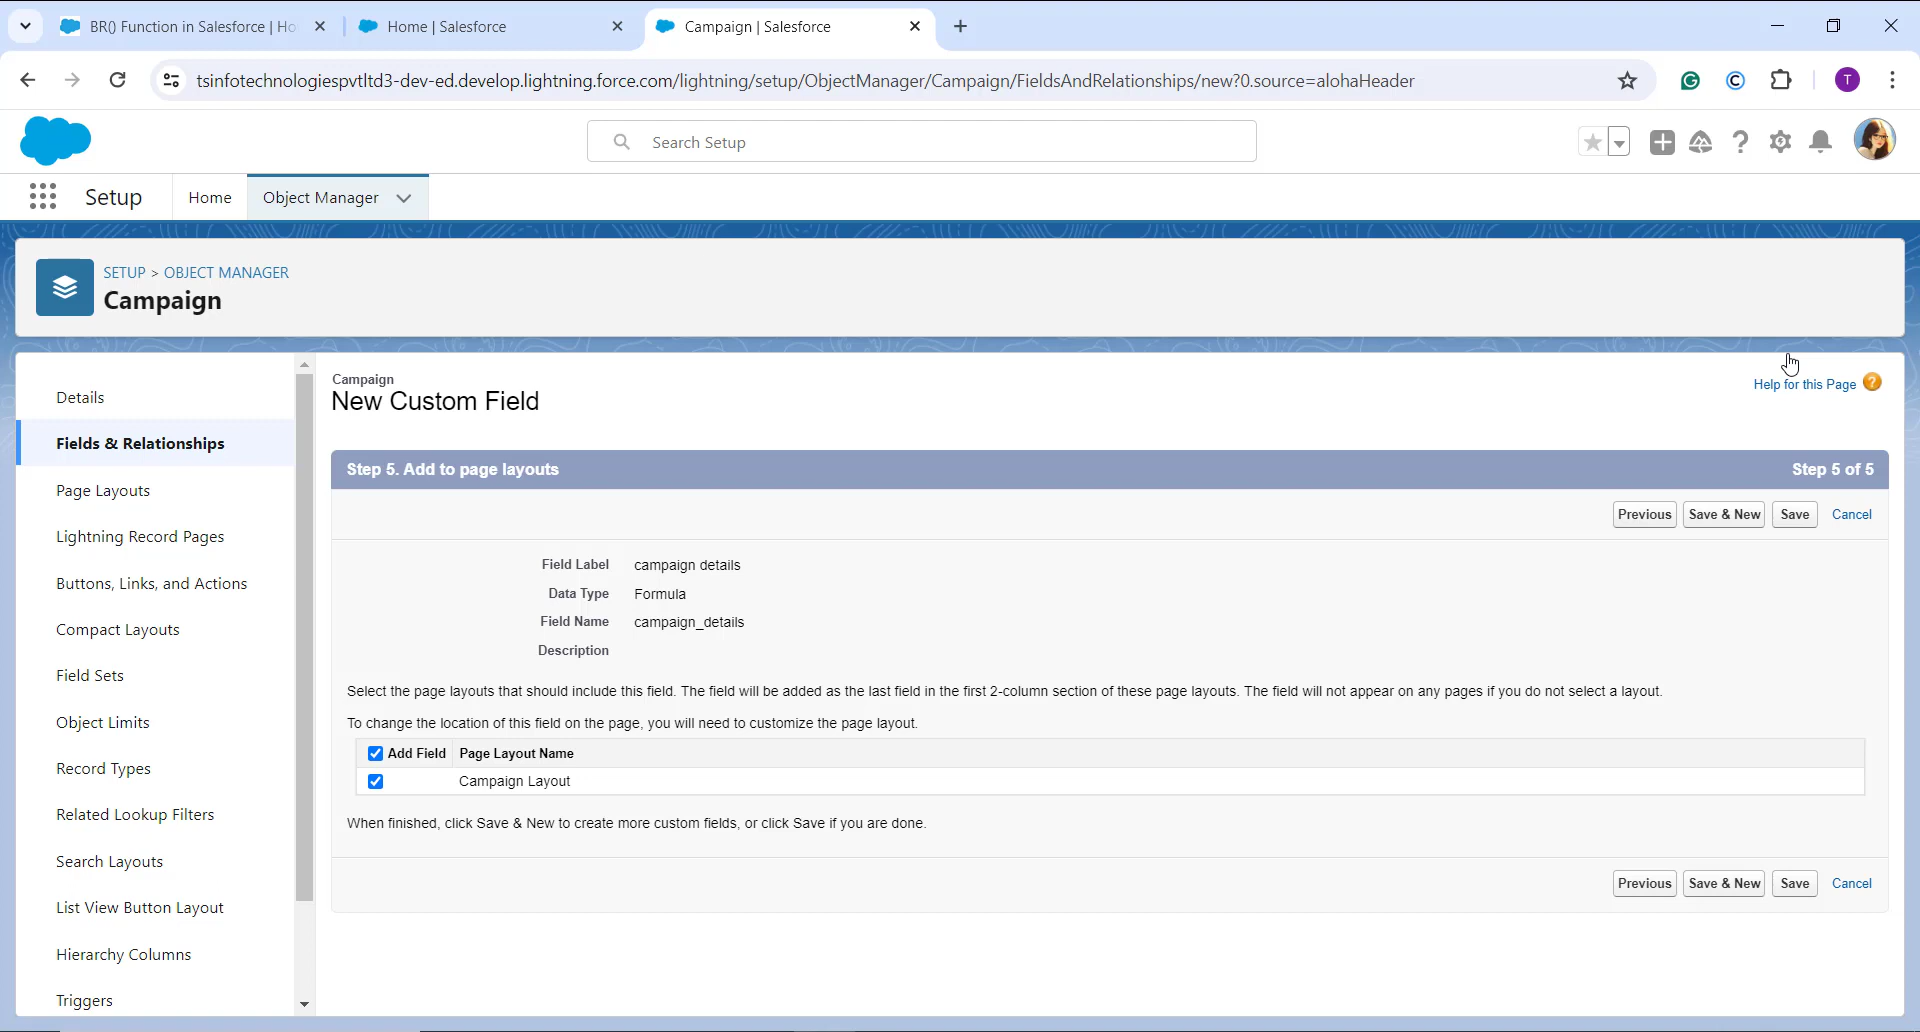 BR() Function in Salesforce | Ho
Home | Salesforce
Campaign | Salesforce
tsinfotechnologiespvtltd3-dev-ed.develop.lightning.force.com/lightning/setup/ObjectManager/Campaign/FieldsAndRelationships/new?0.source=alohaHeader
T
Search Setup
Setup
Home
Object Manager
SETUP > OBJECT MANAGER
Campaign
Details
Fields & Relationships
Page Layouts
Lightning Record Pages
Buttons, Links, and Actions
Compact Layouts
Field Sets
Object Limits
Record Types
Related Lookup Filters
Search Layouts
List View Button Layout
Hierarchy Columns
Triggers
Campaign
New Custom Field
Help for this Page ?
Step 5. Add to page layouts
Step 5 of 5
Previous Save & New Save Cancel
Field Label campaign details
Data Type Formula
Field Name campaign_details
Description
Select the page layouts that should include this field. The field will be added as the last field in the first 2-column section of these page layouts. The field will not appear on any pages if you do not select a layout.
To change the location of this field on the page, you will need to customize the page layout.
Add Field Page Layout Name
Campaign Layout
When finished, click Save & New to create more custom fields, or click Save if you are done.
Previous Save & New Save Cancel